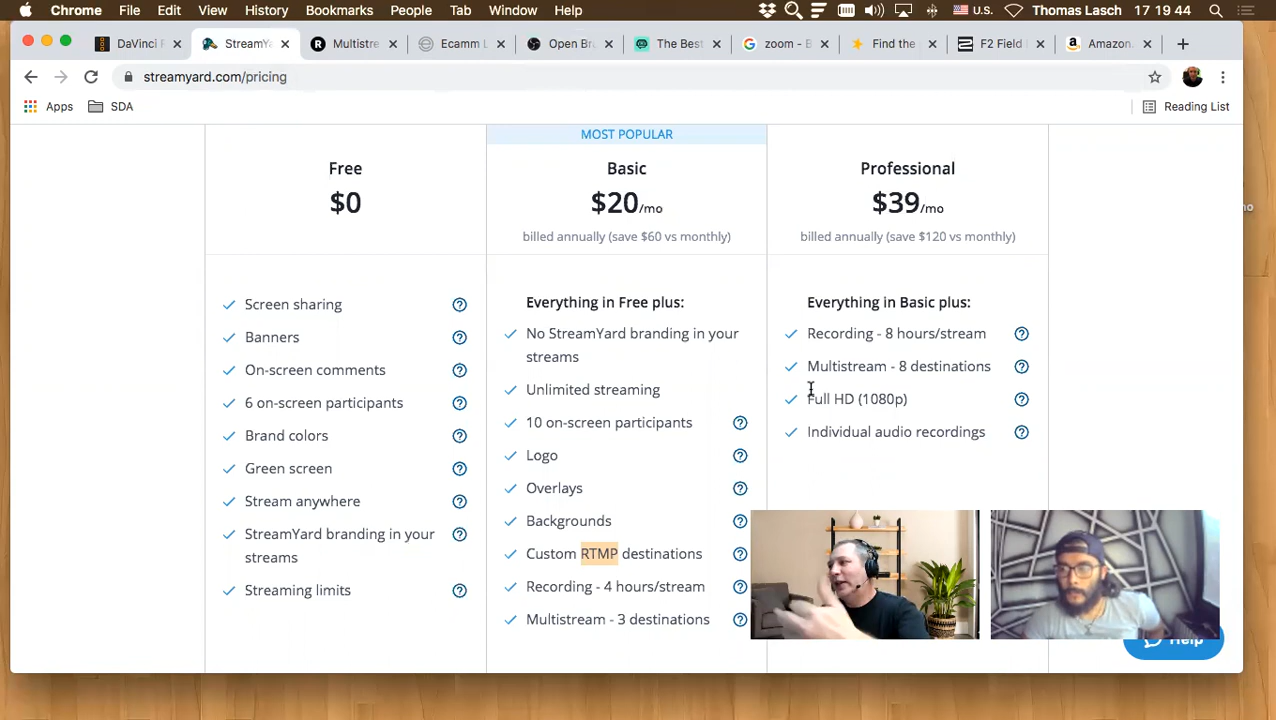 Chrome File Edit View History Bookmarks People Tab Window Help U.S. Thomas Lasch 17 19 44
DaVinci R StreamYa Multistre Ecamm L Open Bro The Best zoom - B Find the F2 Field Amazon.
streamyard.com/pricing
Apps SDA Reading List
MOST POPULAR
Free
$0
Basic
$20/mo
billed annually (save $60 vs monthly)
Professional
$39/mo
billed annually (save $120 vs monthly)
Screen sharing
Banners
On-screen comments
6 on-screen participants
Brand colors
Green screen
Stream anywhere
StreamYard branding in your
streams
Streaming limits
Everything in Free plus:
No StreamYard branding in your
streams
Unlimited streaming
10 on-screen participants
Logo
Overlays
Backgrounds
Custom RTMP destinations
Recording - 4 hours/stream
Multistream - 3 destinations
Everything in Basic plus:
Recording - 8 hours/stream
Multistream - 8 destinations
Full HD (1080p)
Individual audio recordings
Help